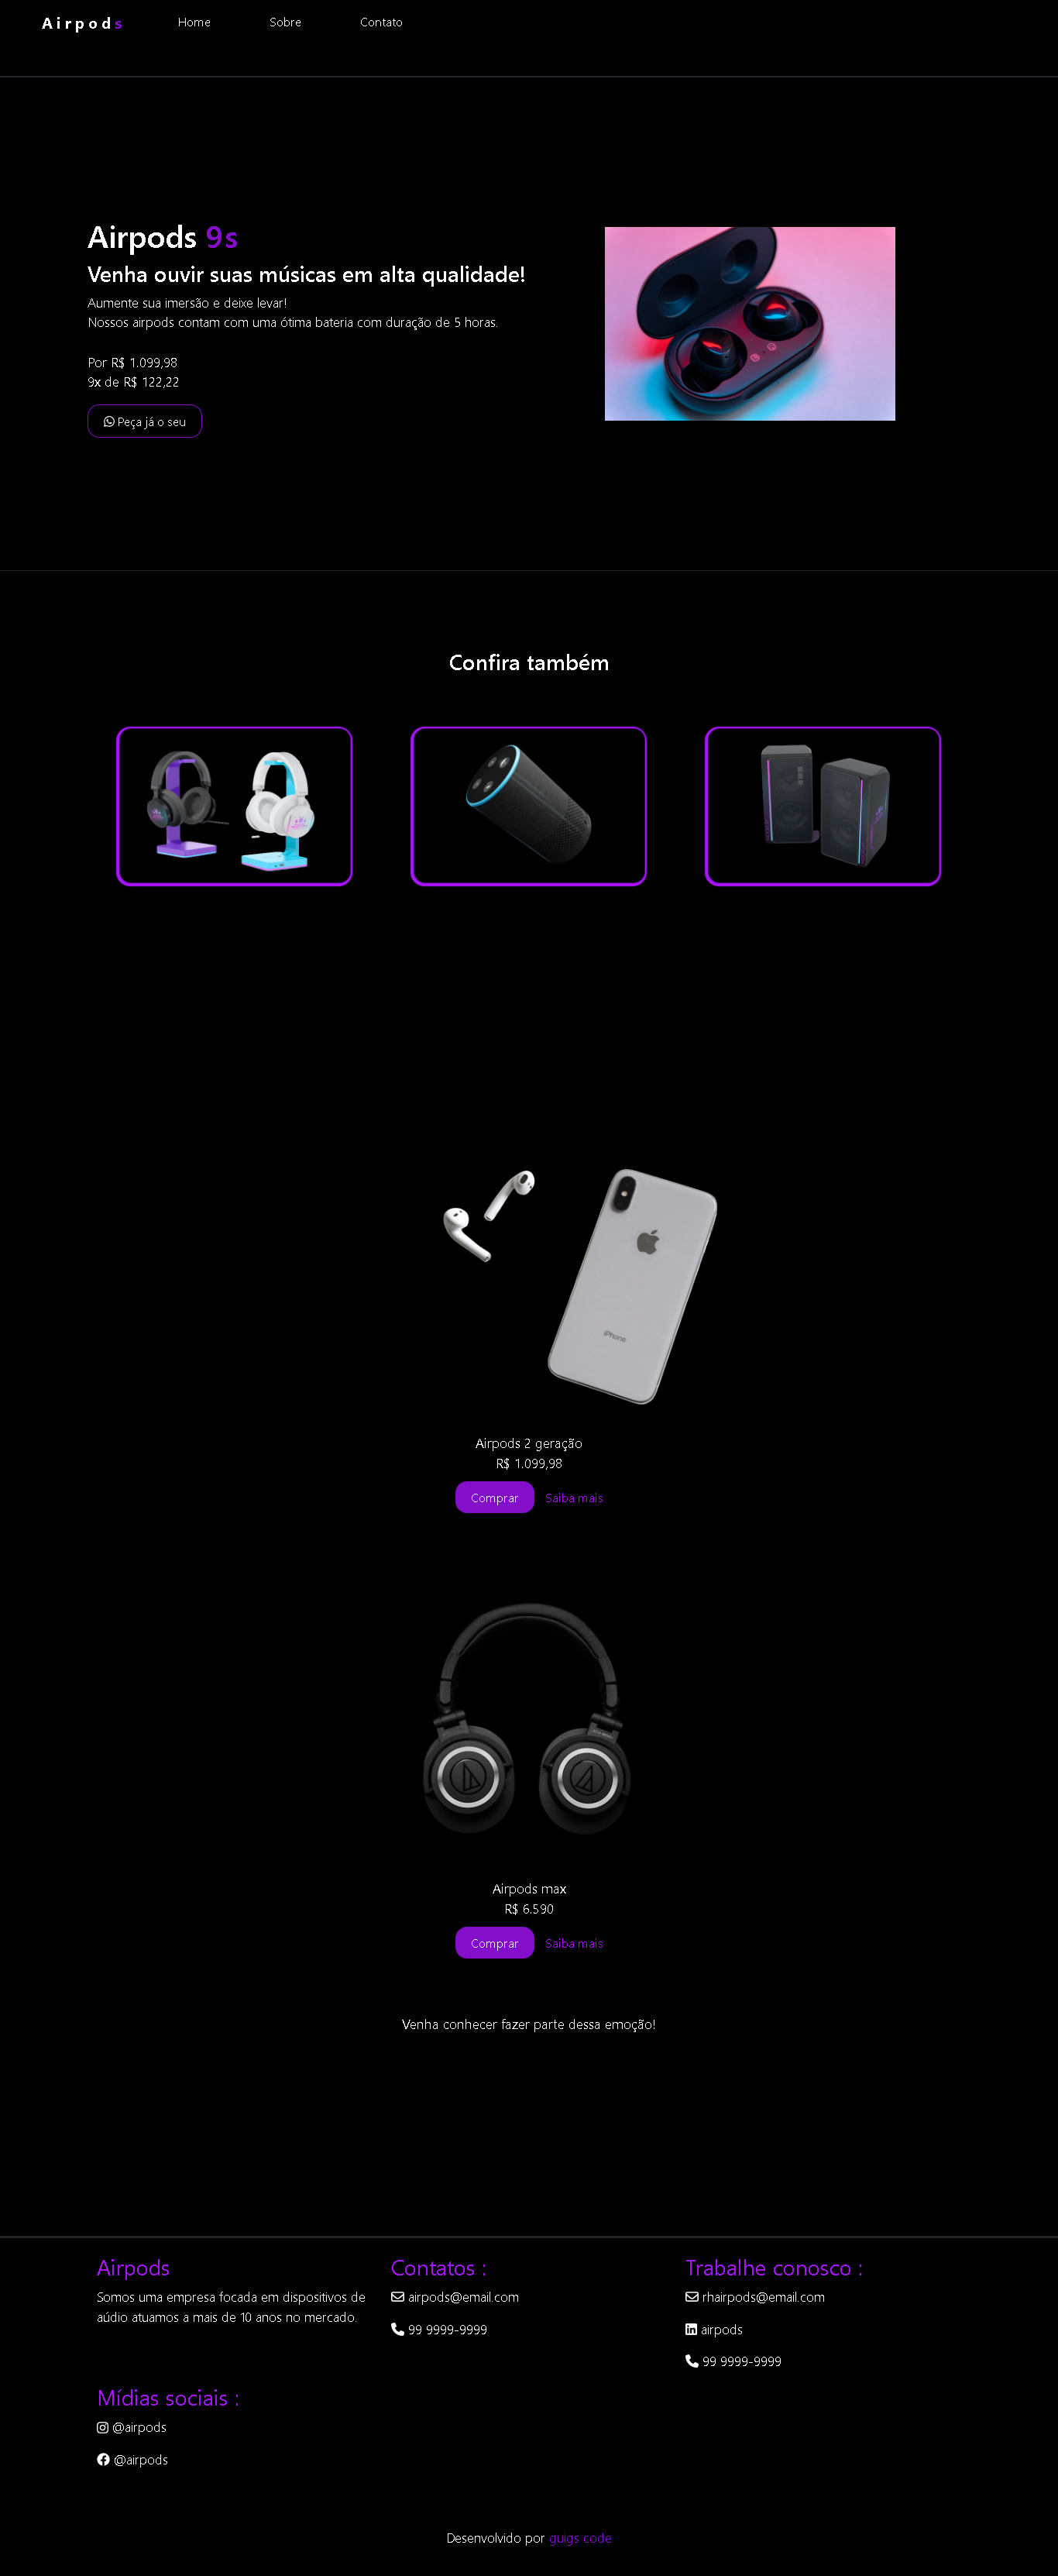 Airpods
Home
Sobre
Contato
Airpods 9s
Venha ouvir suas músicas em alta qualidade!
Aumente sua imersão e deixe levar!
Nossos airpods contam com uma ótima bateria com duração de 5 horas.
Por R$ 1.099,98
9x de R$ 122,22
Peça já o seu
Confira também
iPhone
Airpods 2 geração
R$ 1.099,98
Comprar
Saiba mais
Airpods max
R$ 6.590
Comprar
Saiba mais
Venha conhecer fazer parte dessa emoção!
Airpods
Somos uma empresa focada em dispositivos de
aúdio atuamos a mais de 10 anos no mercado.
Contatos :
airpods@email.com
99 9999-9999
Trabalhe conosco :
rhairpods@email.com
airpods
99 9999-9999
Mídias sociais :
@airpods
@airpods
Desenvolvido por guigs code